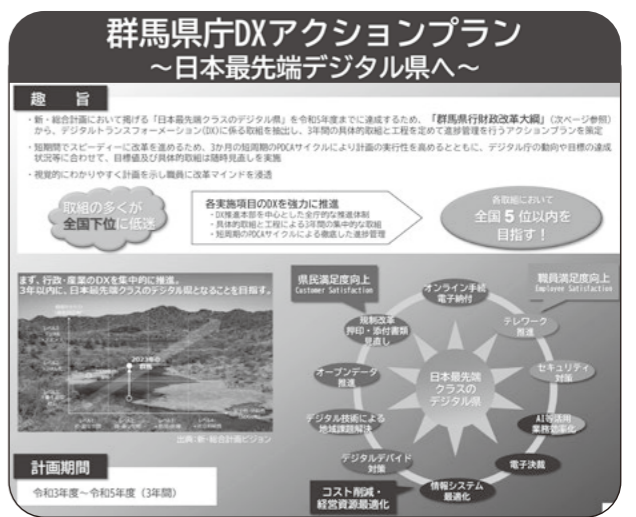 群馬県庁DXアクションプラン
～日本最先端デジタル県へ～
趣 旨
・新・総合計画において掲げる「日本最先端クラスのデジタル県」を令和5年度までに達成するため、「群馬県行財政改革大綱」（次ページ参照）
から、デジタルトランスフォーメーション(DX)に係る取組を抽出し、3年間の具体的取組と工程を定めて進捗管理を行うアクションプランを策定
・短期間でスピーディーに改革を進めるため、3か月の短周期のPDCAサイクルにより計画の実行性を高めるとともに、デジタル庁の動向や目標の達成
状況等に合わせて、目標値及び具体的取組は随時見直しを実施
・視覚的にわかりやすく計画を示し職員に改革マインドを浸透
取組の多くが
全国下位に低迷
各実施項目のDXを強力に推進
・DX推進本部を中心とした全庁的な推進体制
・具体的取組と工程による3年間の集中的な取組
・短周期のPDCAサイクルによる徹底した進捗管理
各取組において
全国5位以内を
目指す！
まず、行政・産業のDXを集中的に推進。
3年以内に、日本最先端クラスのデジタル県となることを目指す。
2023年の
群馬
出典：新・総合計画ビジョン
計画期間
令和3年度～令和5年度（3年間）
県民満足度向上
Customer Satisfaction
職員満足度向上
Employee Satisfaction
オンライン手続
電子納付
テレワーク
推進
セキュリティ
対策
AI等活用
業務効率化
電子決裁
情報システム
最適化
デジタルデバイド
対策
デジタル技術による
地域課題解決
オープンデータ
推進
規制改革
押印・添付書類
見直し
日本最先端
クラスの
デジタル県
コスト削減・
経営資源最適化